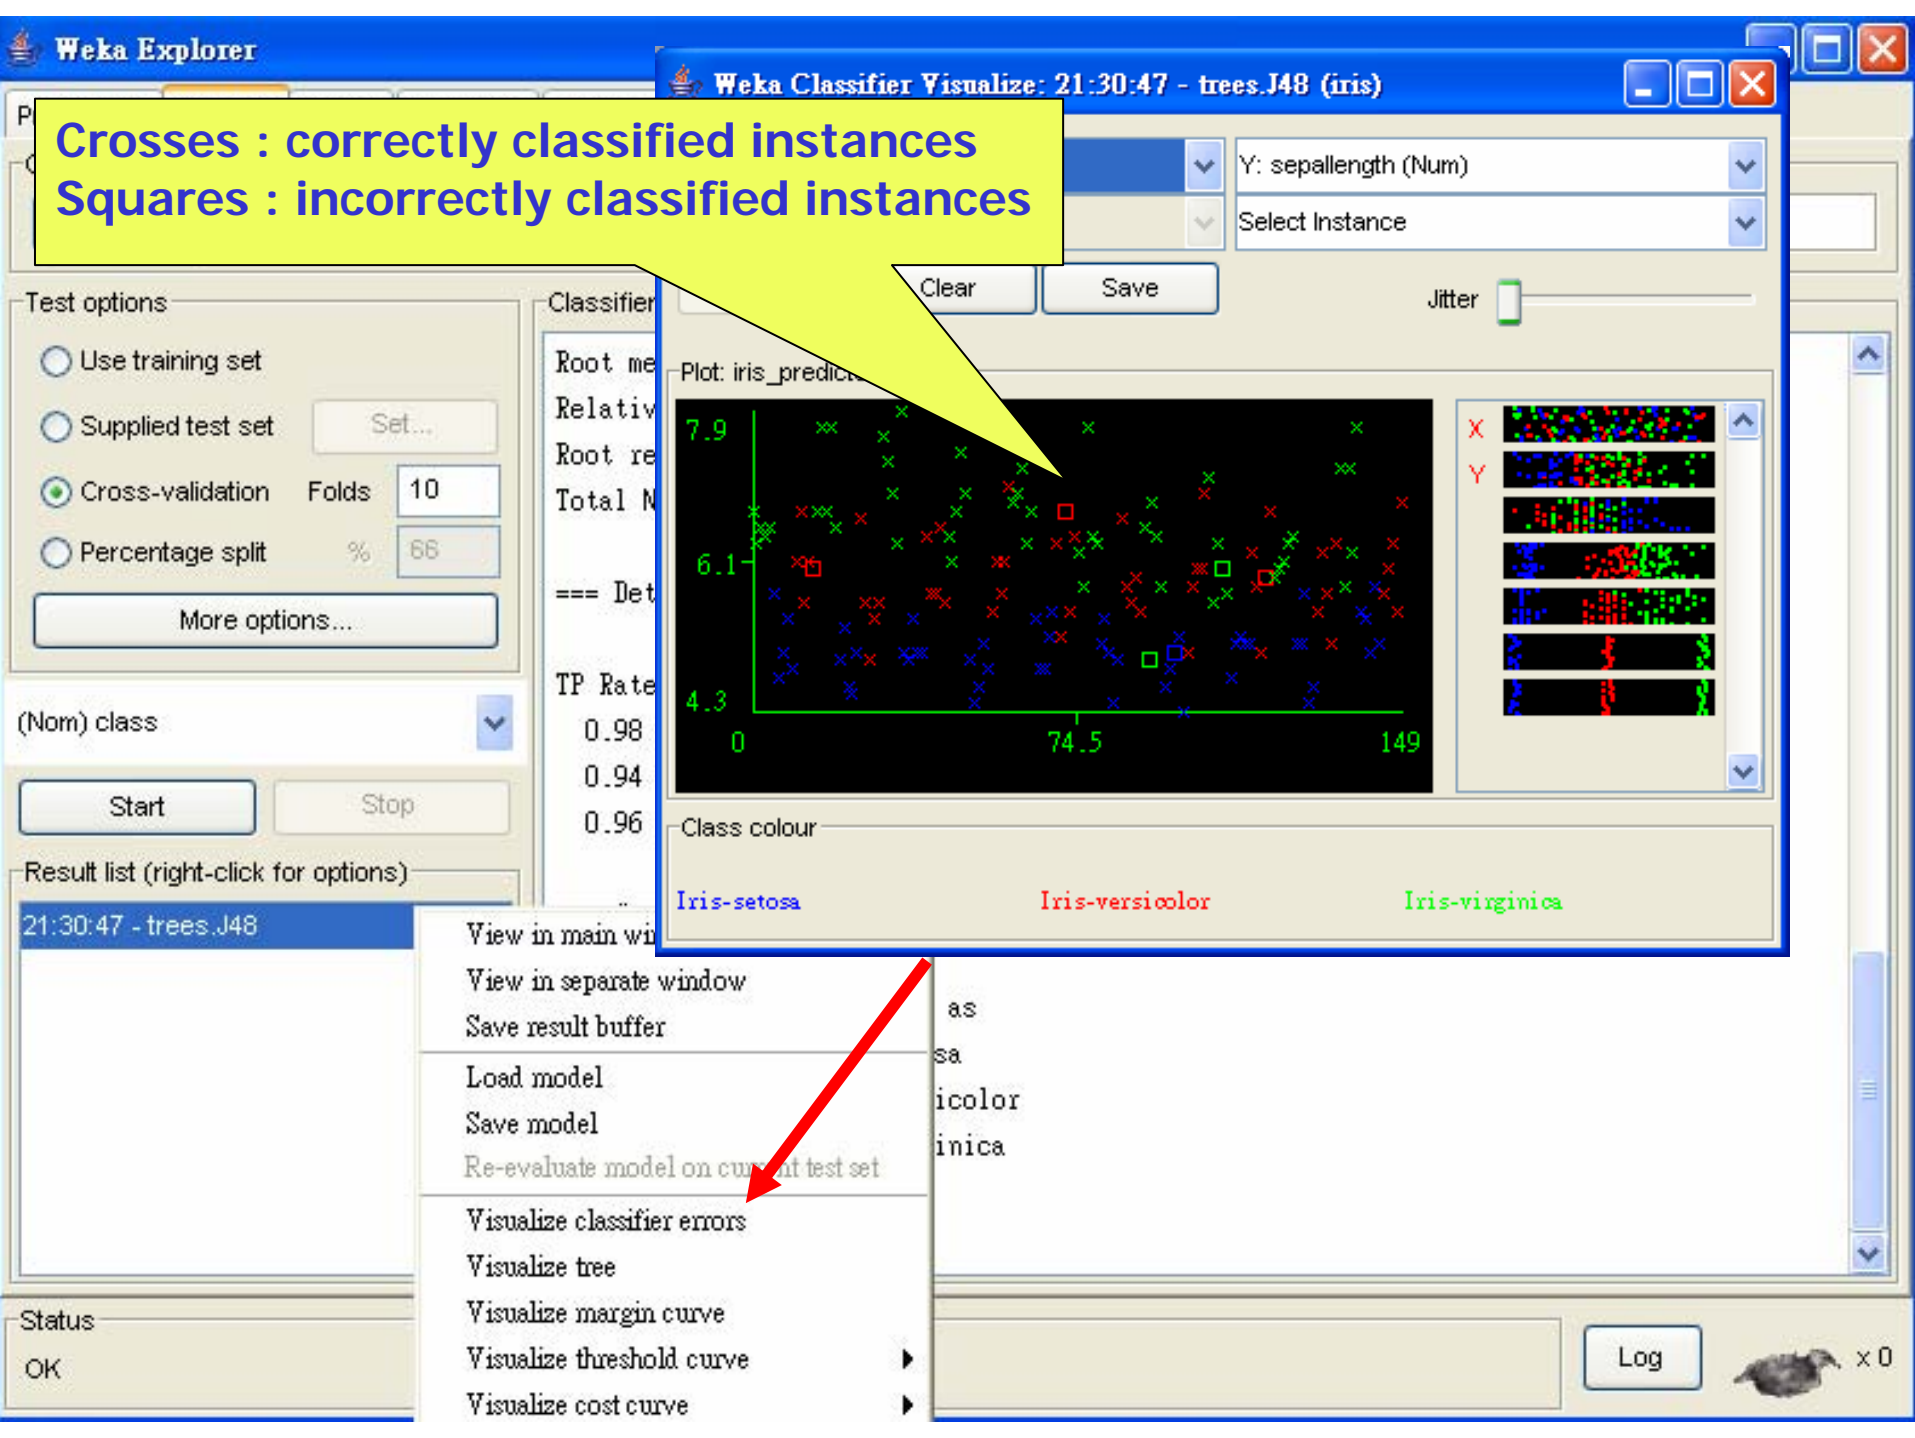 Weka Explorer
Weka Classifier Visualize: 21:30:47 - trees.J48 (iris)
Crosses : correctly classified instances
Squares : incorrectly classified instances
Y: sepallength (Num)
Select Instance
Clear
Save
Jitter
Test options
Use training set
Supplied test set
Set...
Cross-validation
Folds
10
Percentage split
%
66
More options...
(Nom) class
Start
Stop
Result list (right-click for options)
21:30:47 - trees.J48
Classifier
Root me
Relativ
Root re
Total N
=== Det
TP Rate
0.98
0.94
0.96
Plot: iris_predict
7.9
6.1
4.3
0
74.5
149
X
Y
Class colour
Iris-setosa
Iris-versicolor
Iris-virginica
View in main wi
View in separate window
Save result buffer
Load model
Save model
Re-evaluate model on current test set
Visualize classifier errors
Visualize tree
Visualize margin curve
Visualize threshold curve
Visualize cost curve
as
sa
icolor
inica
Status
OK
Log
x 0